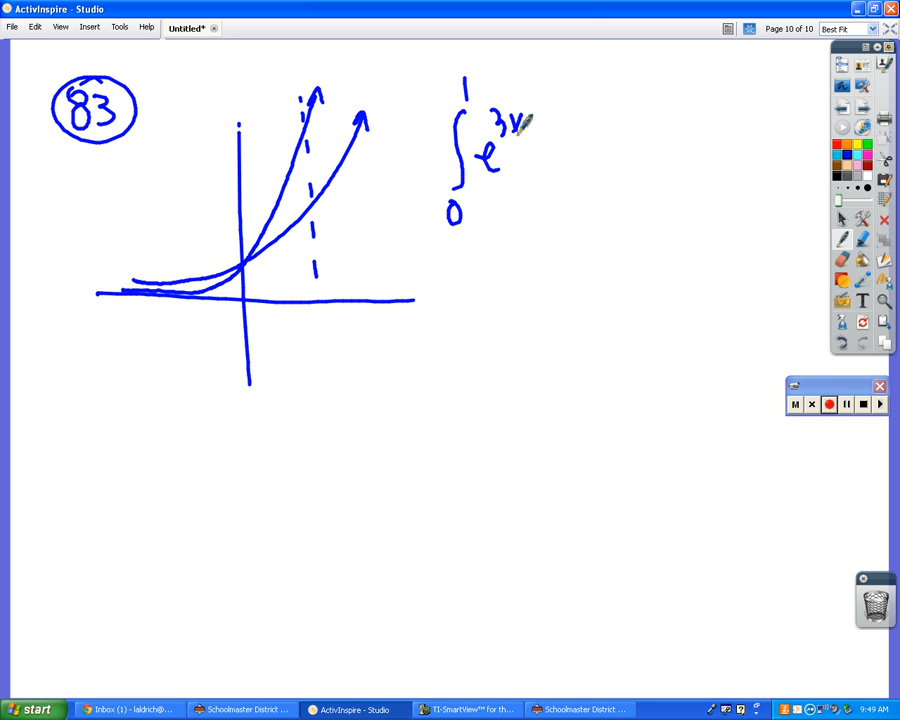 ActivInspire - Studio
File Edit View Insert Tools Help Untitled* Page 10 of 10 Best Fit
83
1
∫ e^3x
0
M
T
start Inbox (1) - laldrich@... Schoolmaster District ... ActivInspire - Studio TI-SmartView™ for th... Schoolmaster District ... 9:49 AM